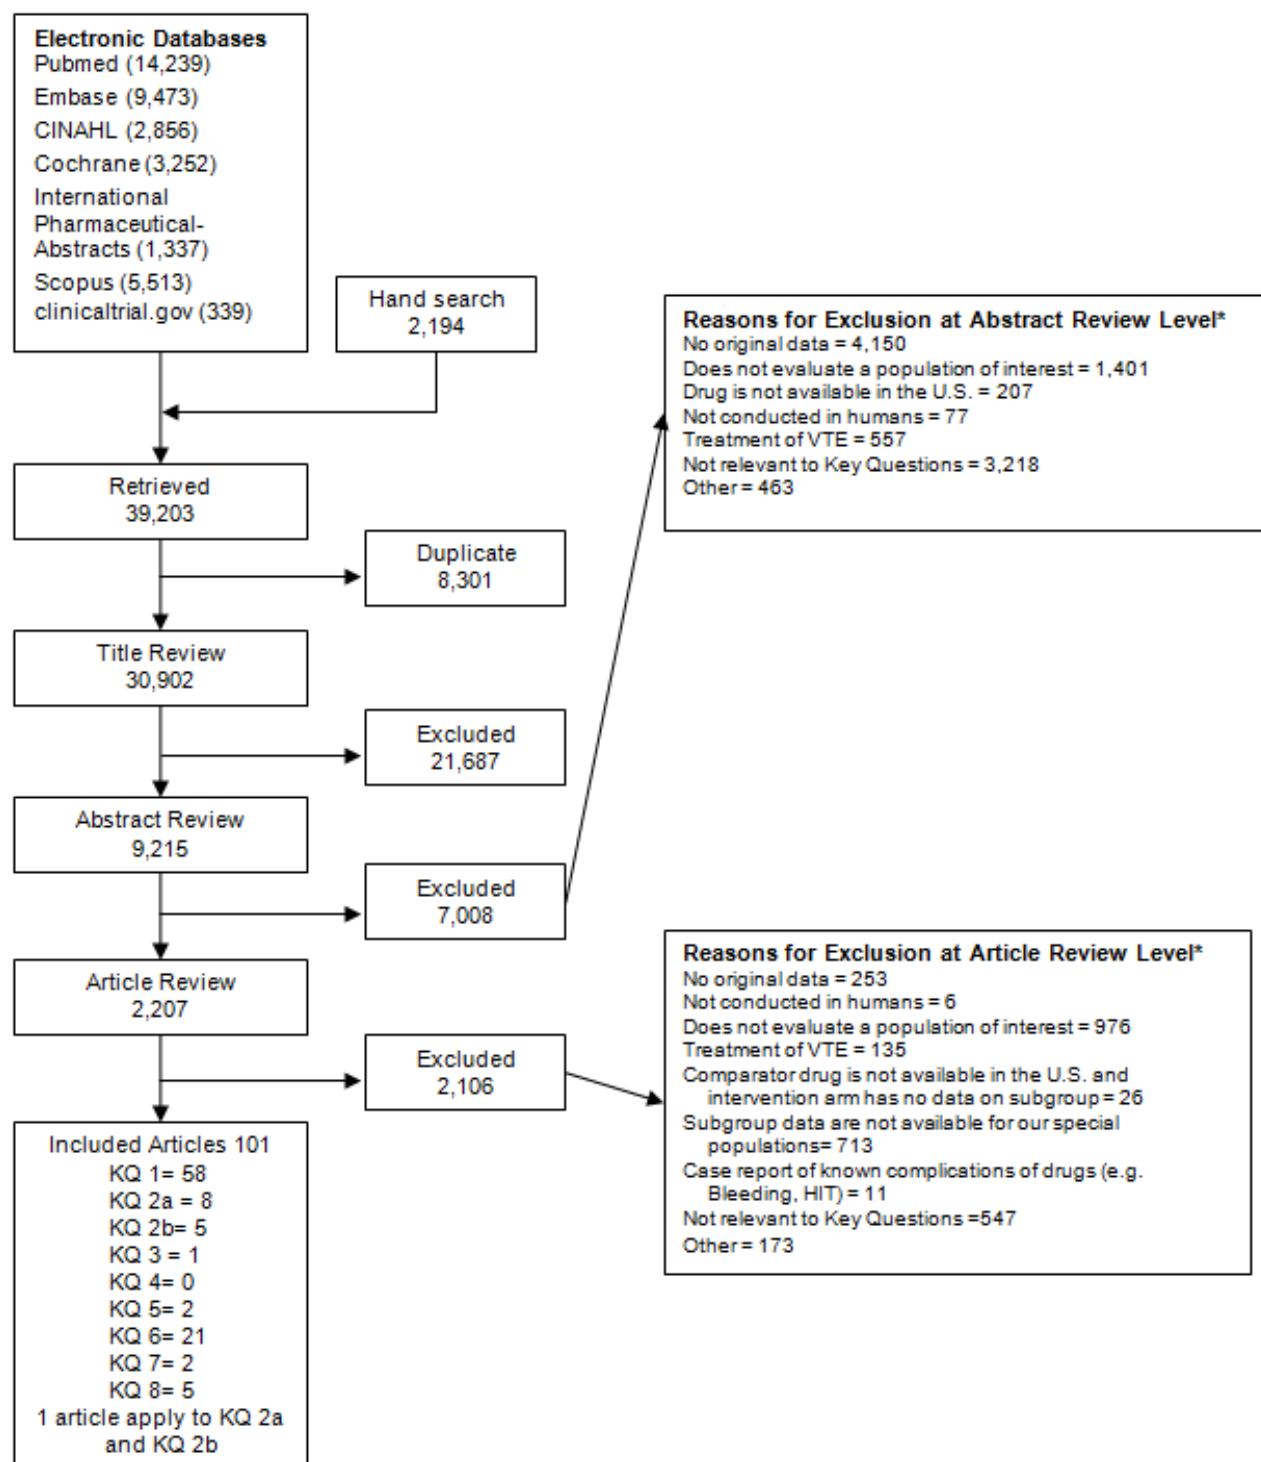 Electronic Databases
Pubmed (14,239)
Embase (9,473)
CINAHL (2,856)
Cochrane (3,252)
International
Pharmaceutical-
Abstracts (1,337)
Scopus (5,513)
clinicaltrial.gov (339)
Hand search
2,194
Retrieved
39,203
Duplicate
8,301
Title Review
30,902
Excluded
21,687
Abstract Review
9,215
Excluded
7,008
Reasons for Exclusion at Abstract Review Level*
No original data = 4,150
Does not evaluate a population of interest = 1,401
Drug is not available in the U.S. = 207
Not conducted in humans = 77
Treatment of VTE = 557
Not relevant to Key Questions = 3,218
Other = 463
Article Review
2,207
Excluded
2,106
Reasons for Exclusion at Article Review Level*
No original data = 253
Not conducted in humans = 6
Does not evaluate a population of interest = 976
Treatment of VTE = 135
Comparator drug is not available in the U.S. and
intervention arm has no data on subgroup = 26
Subgroup data are not available for our special
populations= 713
Case report of known complications of drugs (e.g.
Bleeding, HIT) = 11
Not relevant to Key Questions =547
Other = 173
Included Articles 101
KQ 1= 58
KQ 2a = 8
KQ 2b= 5
KQ 3 = 1
KQ 4= 0
KQ 5= 2
KQ 6= 21
KQ 7= 2
KQ 8= 5
1 article apply to KQ 2a
and KQ 2b